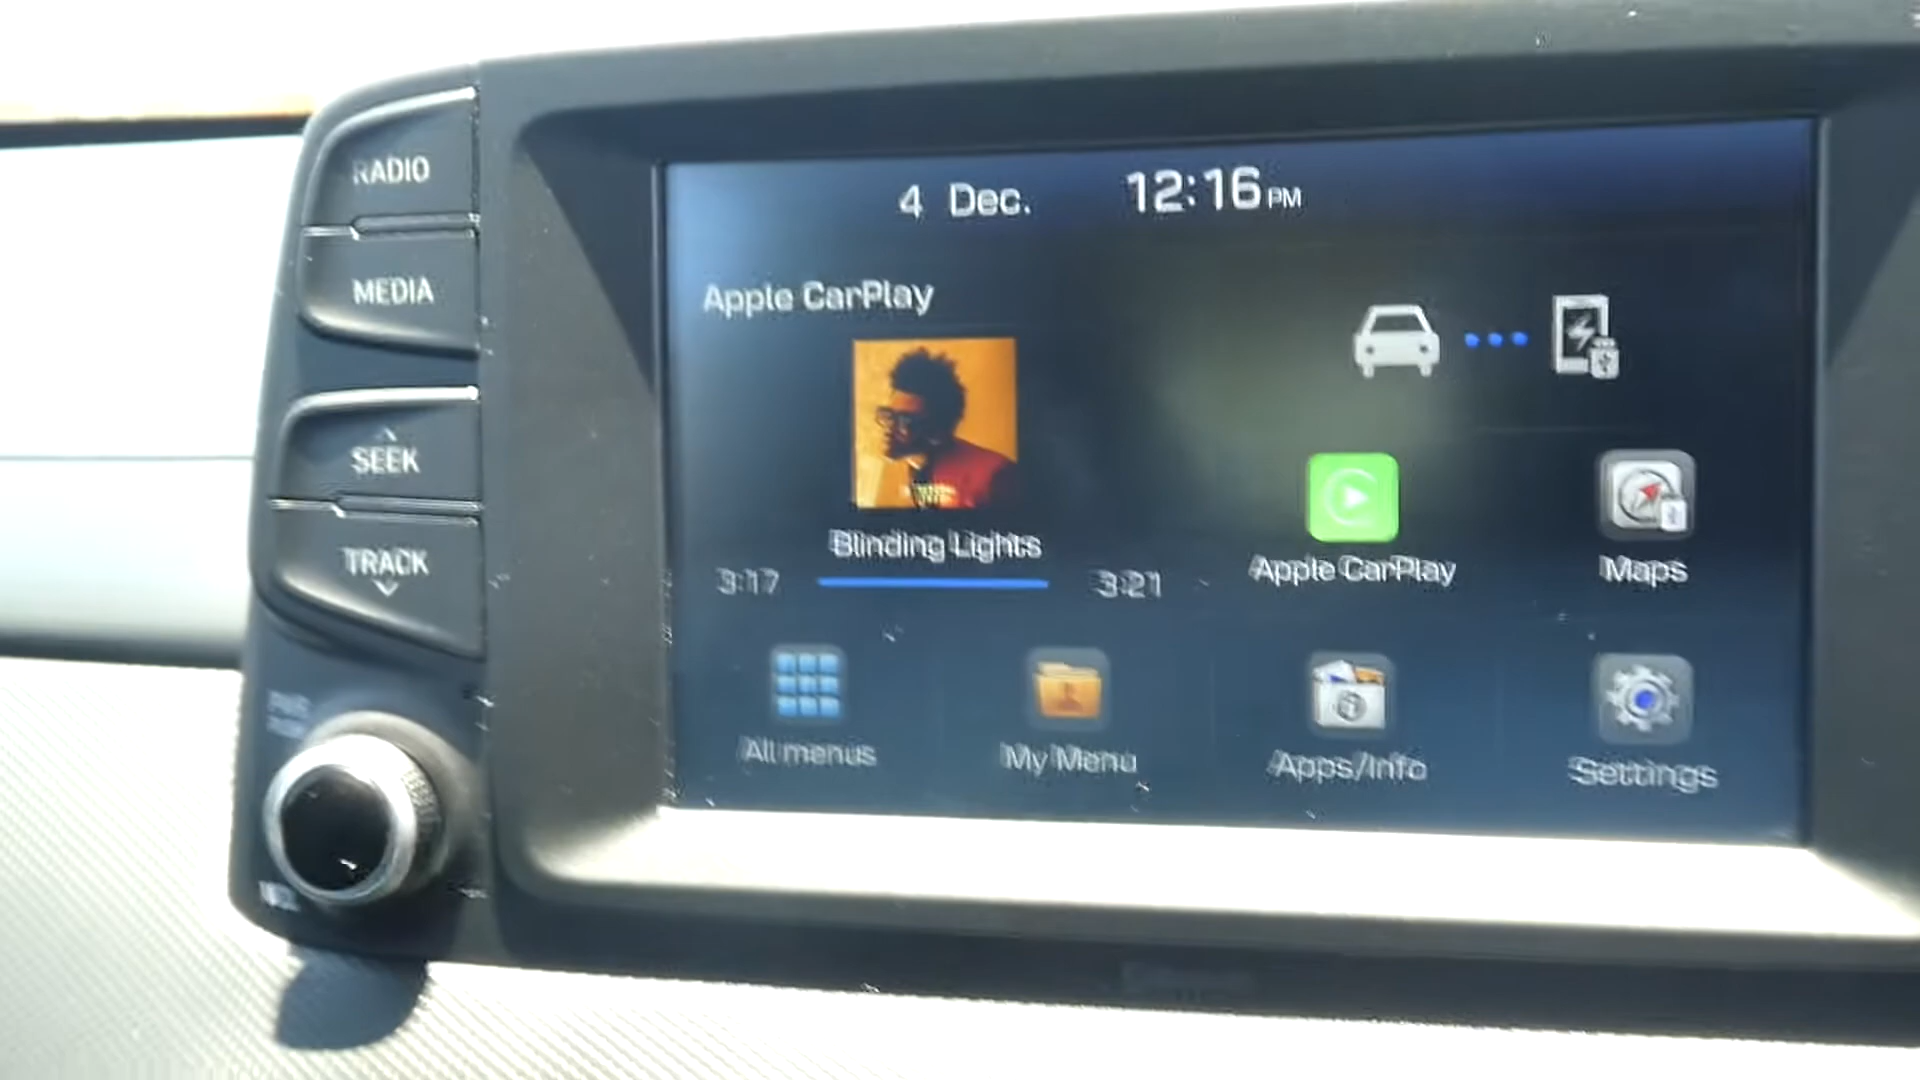 RADIO
MEDIA
SEEK
TRACK
4 Dec. 12:16 PM
Apple CarPlay
Blinding Lights
3:17 3:21
Apple CarPlay
Maps
All menus
My Menu
Apps/Info
Settings